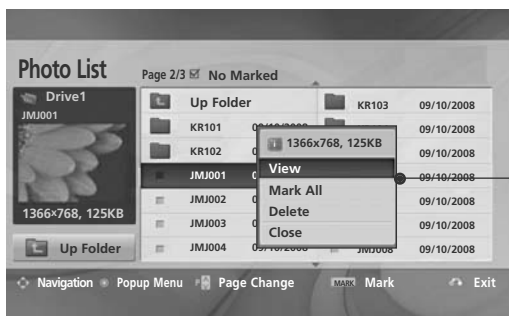 Photo List
Page 2/3 No Marked
Drive1
JMJ001
1366×768, 125KB
Up Folder
Up Folder
KR101
KR102
JMJ001
JMJ002
JMJ003
JMJ004
KR103 09/10/2008
09/10/2008
09/10/2008
09/10/2008
09/10/2008
09/10/2008
JMJ008 09/10/2008
1366x768, 125KB
View
Mark All
Delete
Close
Navigation Popup Menu Page Change MARK Mark Exit